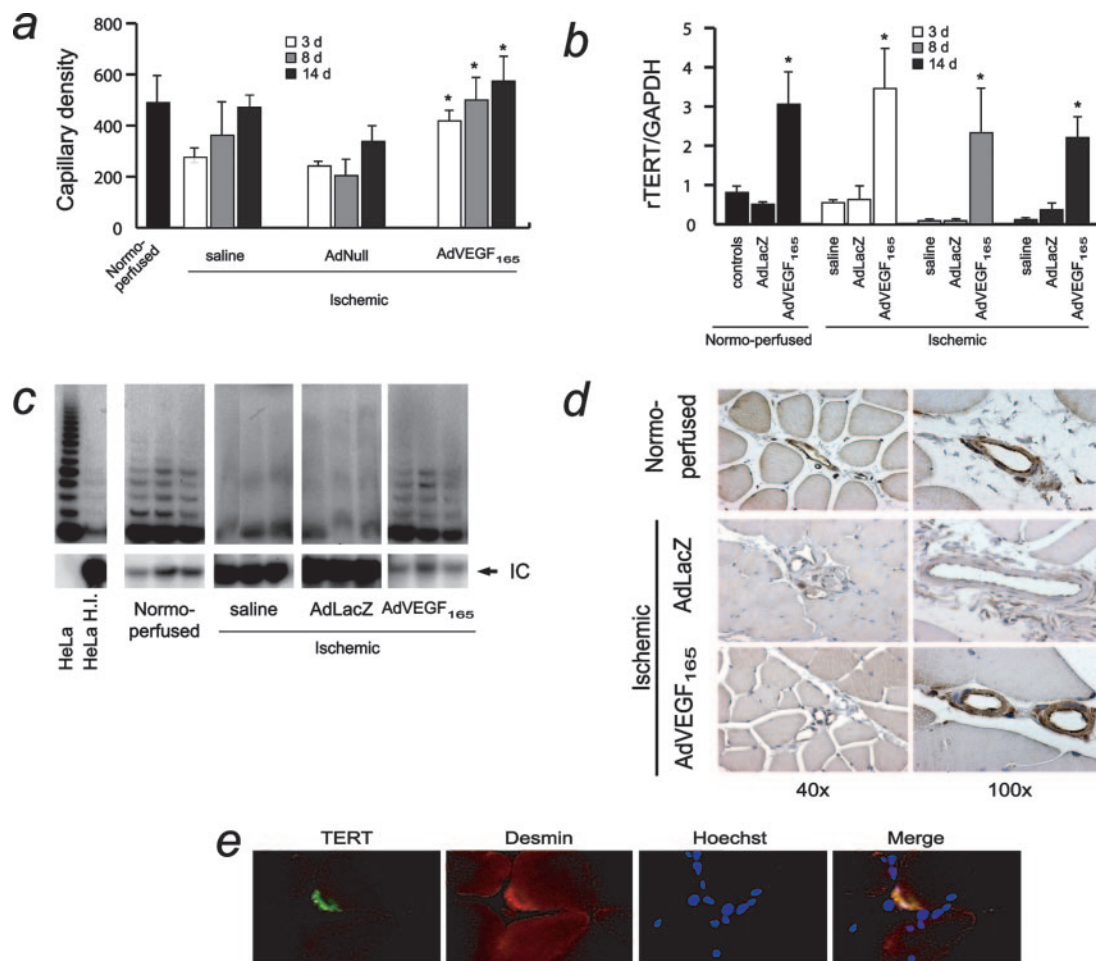 a
Capillary density
800
600
400
200
0
3 d
8 d
14 d
*
*
*
Normo-
perfused
saline
AdNull
AdVEGF165
Ischemic
b
rTERT/GAPDH
5
4
3
2
1
0
3 d
8 d
14 d
*
*
*
*
controls
AdLacZ
AdVEGF165
saline
AdLacZ
AdVEGF165
saline
AdLacZ
AdVEGF165
saline
AdLacZ
AdVEGF165
Normo-perfused
Ischemic
c
IC
HeLa
HeLa H.I.
Normo-
perfused
saline
AdLacZ
AdVEGF165
Ischemic
d
Normo-
perfused
Ischemic
AdLacZ
AdVEGF165
40x
100x
e
TERT
Desmin
Hoechst
Merge